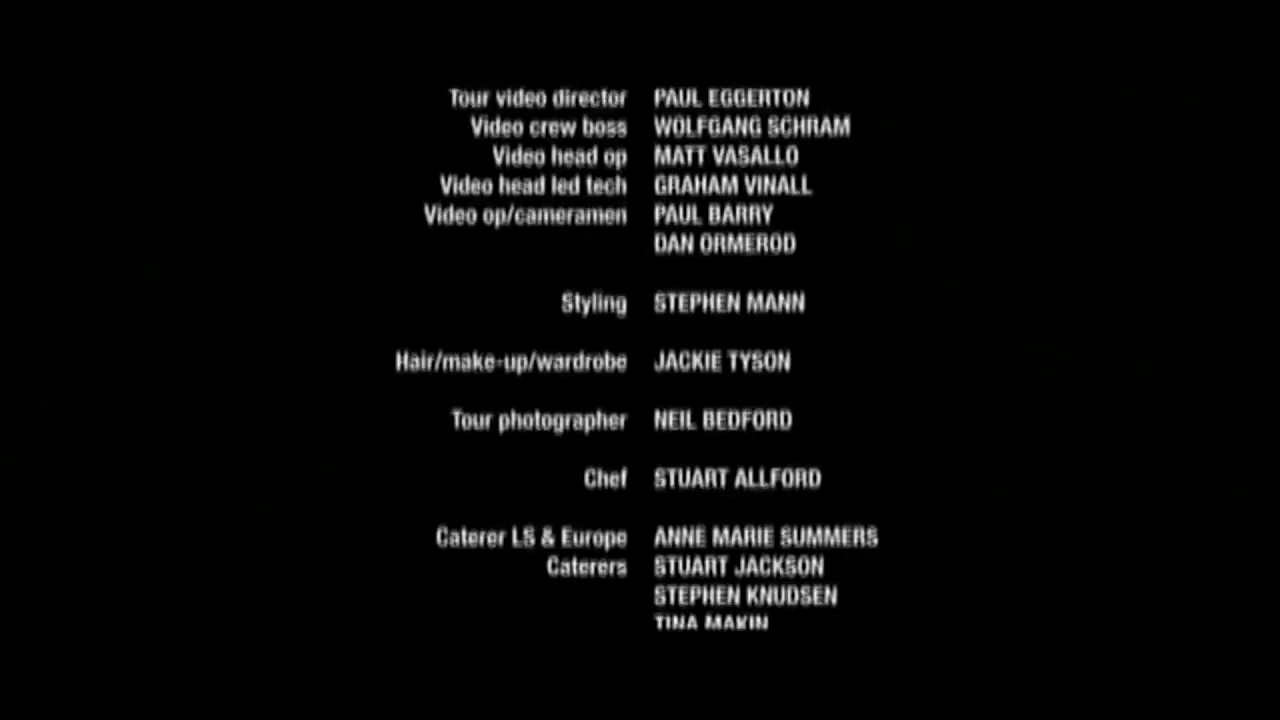 Tour video director PAUL EGGERTON
Video crew boss WOLFGANG SCHRAM
Video head op MATT VASALLO
Video head led tech GRAHAM VINALL
Video op/cameramen PAUL BARRY
DAN ORMEROD
Styling STEPHEN MANN
Hair/make-up/wardrobe JACKIE TYSON
Tour photographer NEIL BEDFORD
Chef STUART ALLFORD
Caterer LS & Europe ANNE MARIE SUMMERS
Caterers STUART JACKSON
STEPHEN KNUDSEN
TINA MAKIN